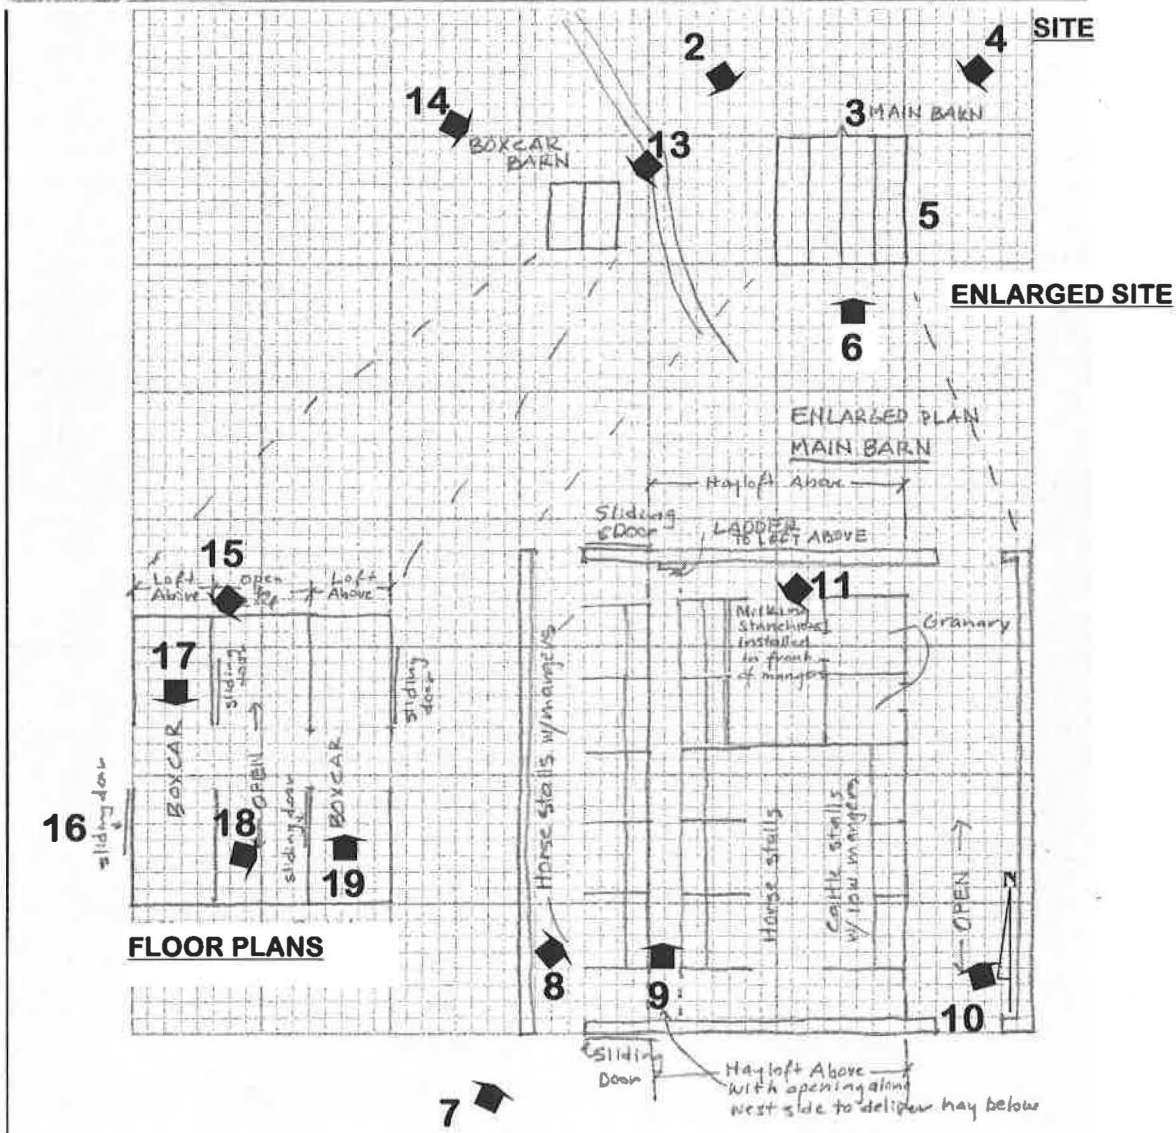 SITE
2
4
14
3 MAIN BARN
BOXCAR
BARN
13
5
ENLARGED SITE
6
ENLARGED PLAN
MAIN BARN
Hayloft Above
Sliding
Door
LADDER
TO LOFT ABOVE
15
Loft
Above
Open
to
Loft
Above
11
Milking
Stanchions
installed
in front
of manger
Granary
17
sliding door
sliding
door
Horse stalls w/mangers
BOXCAR
OPEN
BOXCAR
16
sliding door
18
sliding door
19
Horse stalls
Cattle stalls
w/low mangers
OPEN
N
FLOOR PLANS
8
9
10
Sliding
Door
Hayloft Above
with opening along
west side to deliver hay below
7